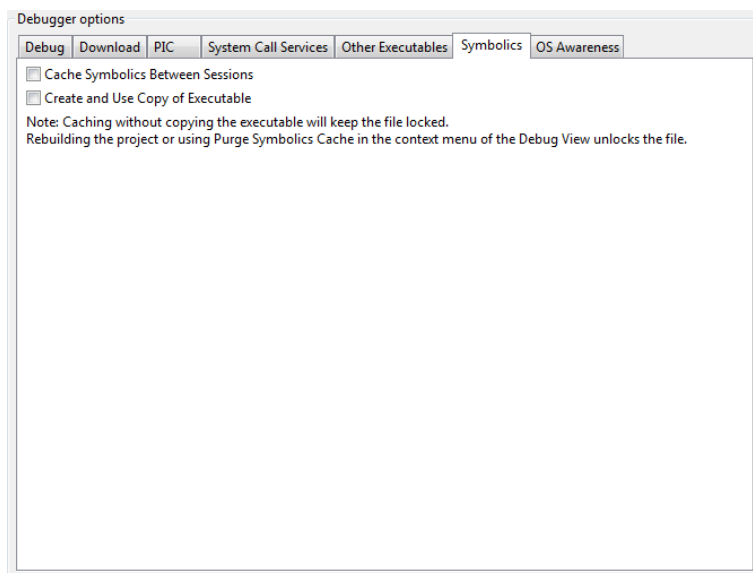 Debugger options
Debug Download PIC System Call Services Other Executables Symbolics OS Awareness
Cache Symbolics Between Sessions
Create and Use Copy of Executable
Note: Caching without copying the executable will keep the file locked.
Rebuilding the project or using Purge Symbolics Cache in the context menu of the Debug View unlocks the file.